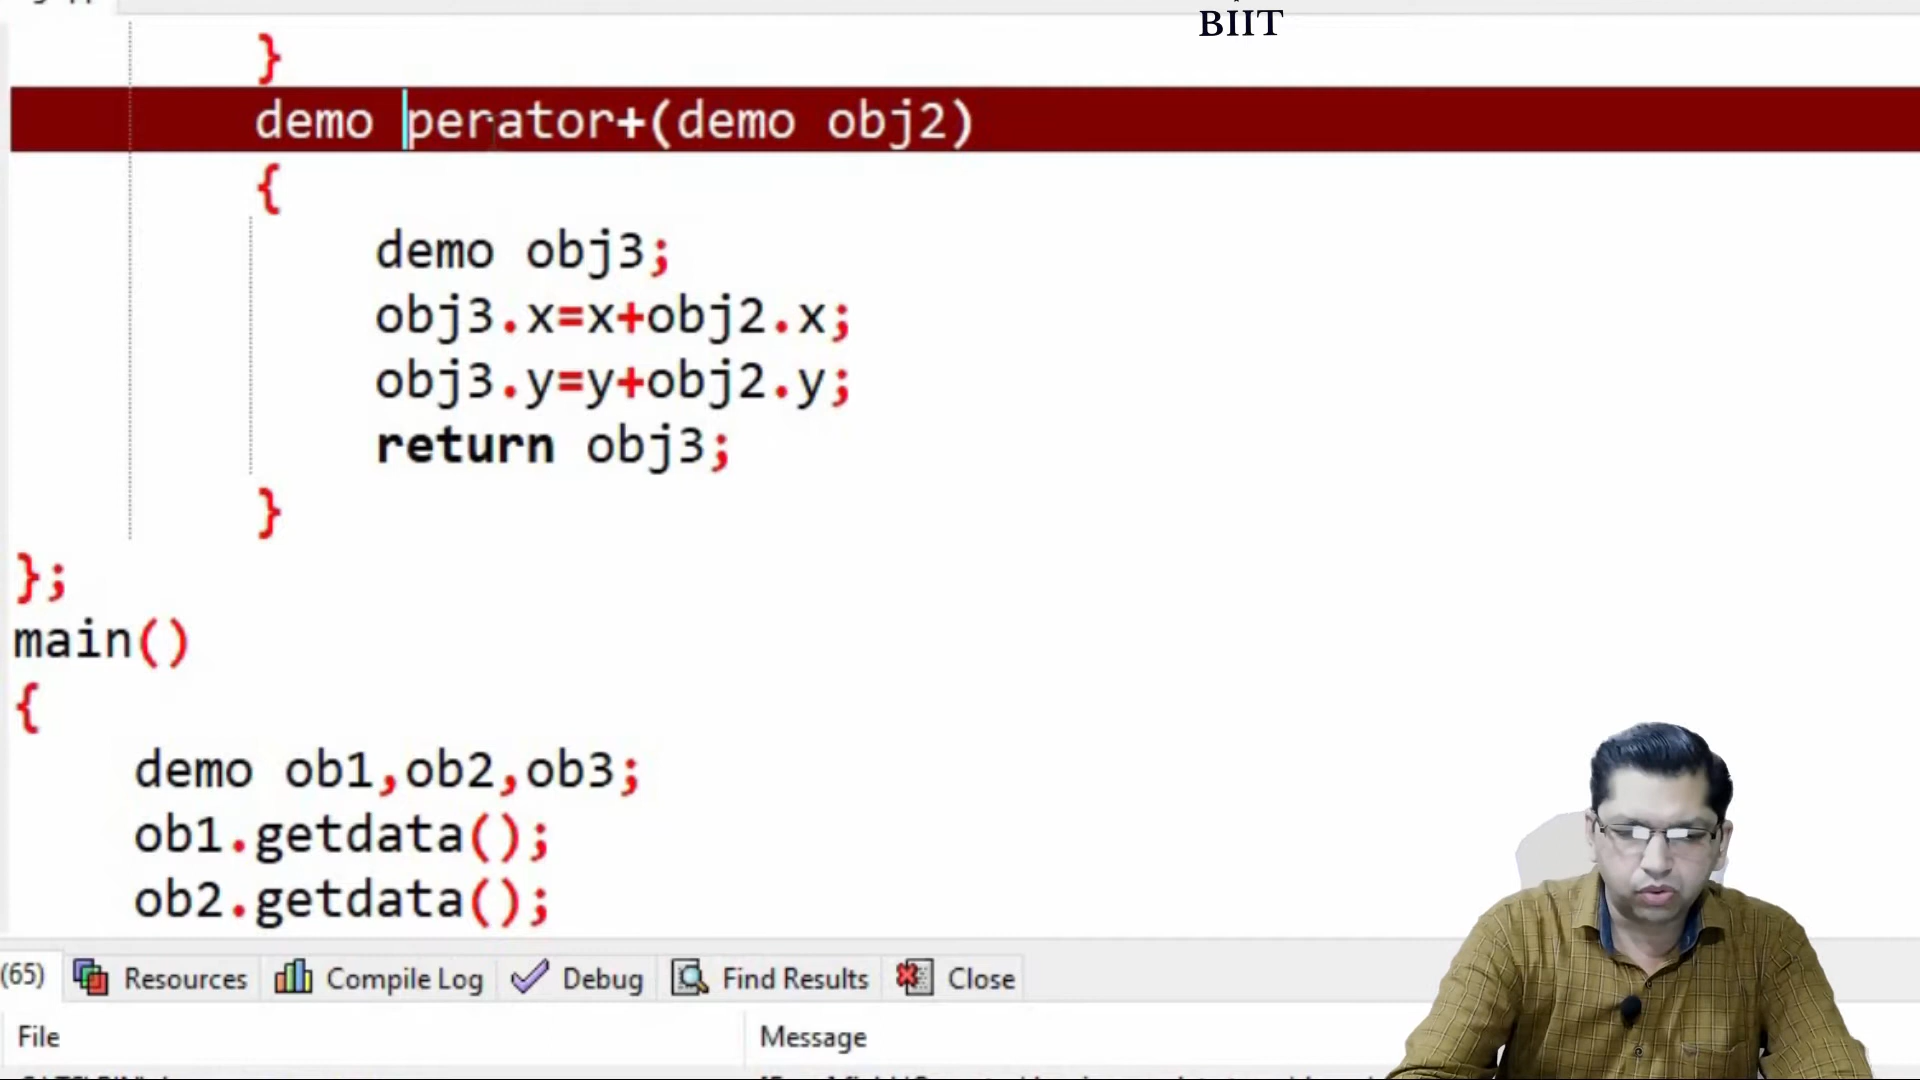 BIIT
}
demo perator+(demo obj2)
{
demo obj3;
obj3.x=x+obj2.x;
obj3.y=y+obj2.y;
return obj3;
}
};
main()
{
demo ob1,ob2,ob3;
ob1.getdata();
ob2.getdata();
(65) Resources Compile Log Debug Find Results Close
File Message